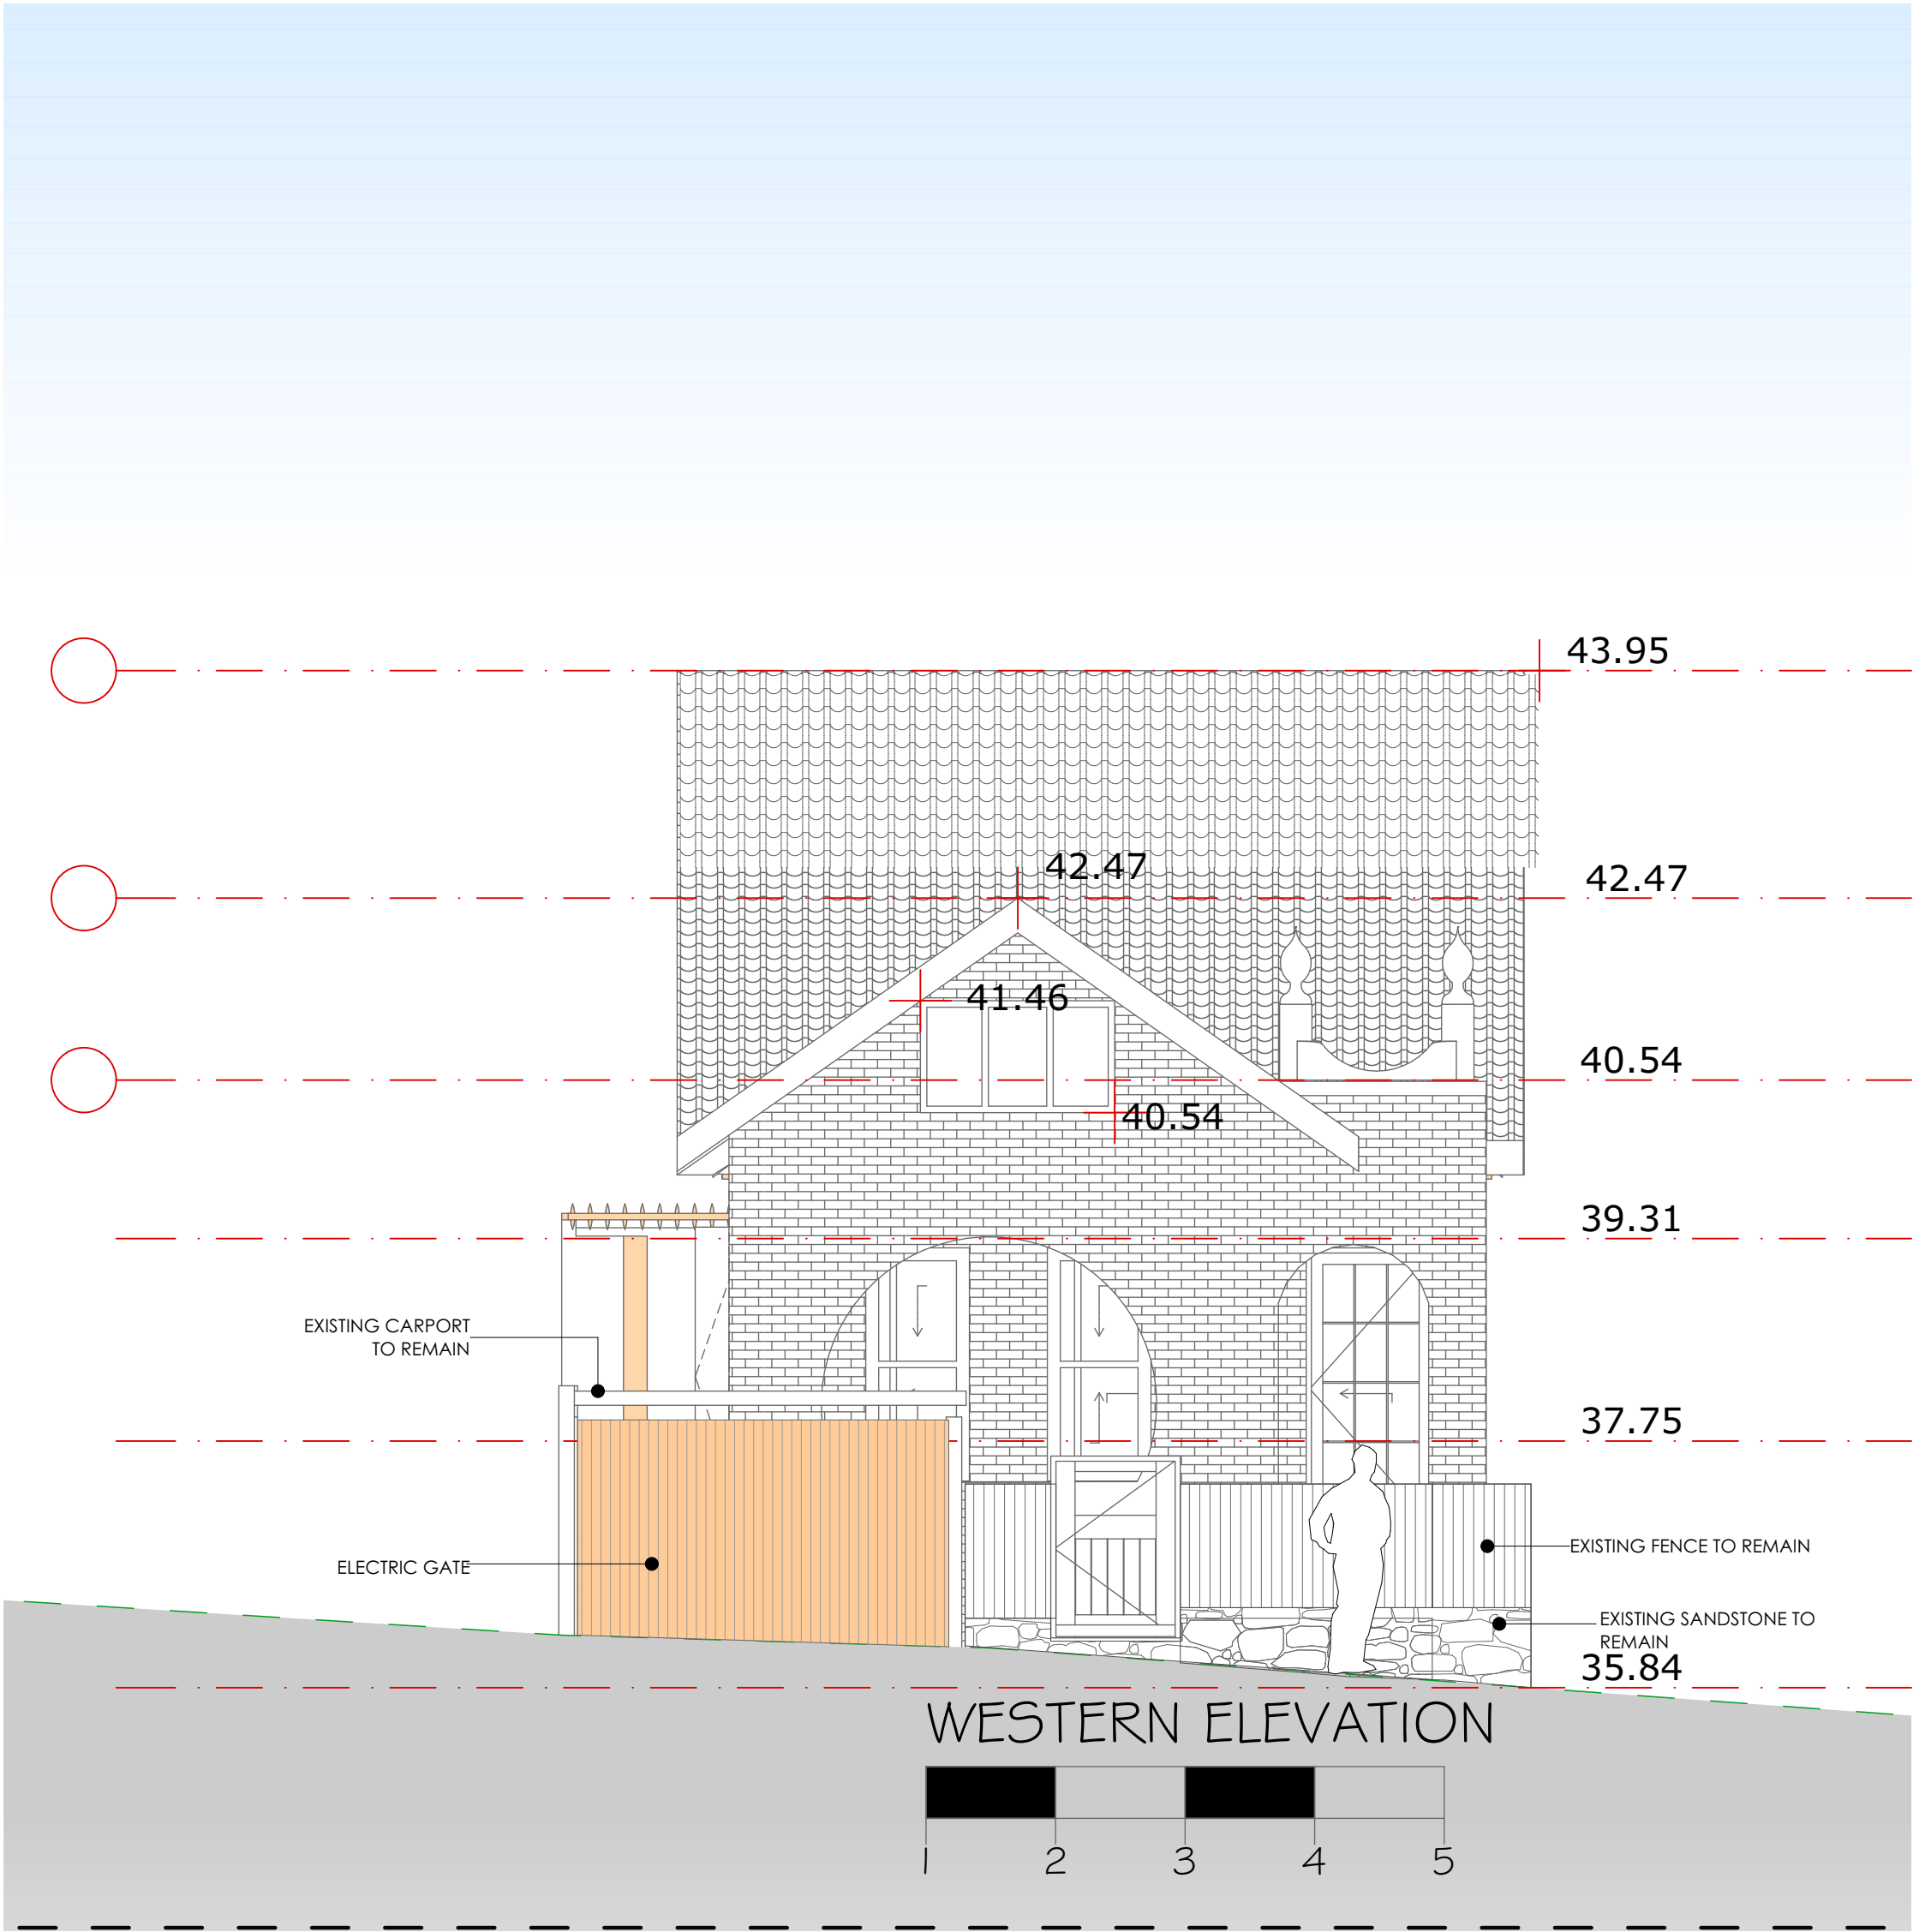 43.95
42.47
42.47
41.46
40.54
40.54
39.31
EXISTING CARPORT
TO REMAIN
37.75
EXISTING FENCE TO REMAIN
ELECTRIC GATE
EXISTING SANDSTONE TO
REMAIN
35.84
WESTERN ELEVATION
1 2 3 4 5